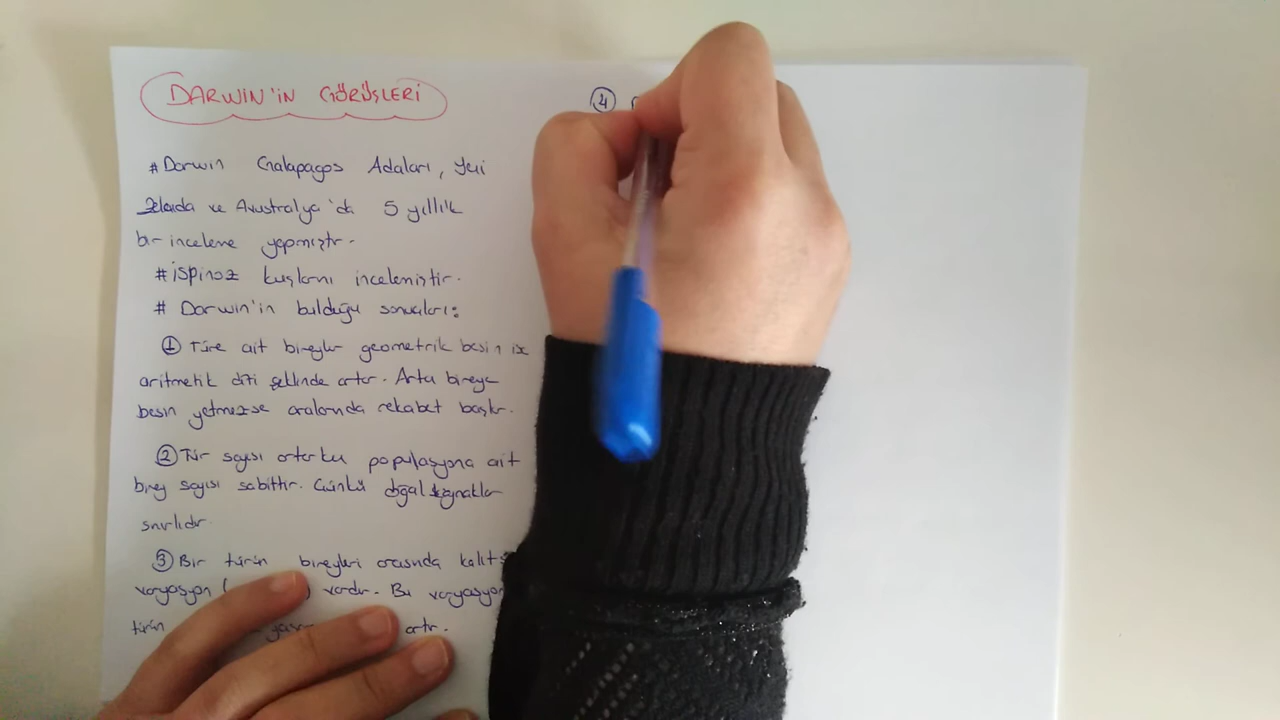 DARWIN'İN GÖRÜŞLERİ
#Darwin Galapagos Adaları, Yeni
Zelanda ve Avustralya'da 5 yıllık
bir inceleme yapmıştır.
#İspinoz kuşlarını incelemiştir.
# Darwin'in bulduğu sonuçları:
① Türe ait bireyler geometrik besin ise
aritmetik dizi şeklinde artar. Artan bireye
besin yetmezse aralarında rekabet başlar.
② Tür sayısı artarken populasyona ait
birey sayısı sabittir. Çünkü doğal kaynaklar
sınırlıdır.
③ Bir türün bireyleri arasında
varyasyon ( ) vardır. Bu
türün artır.
④